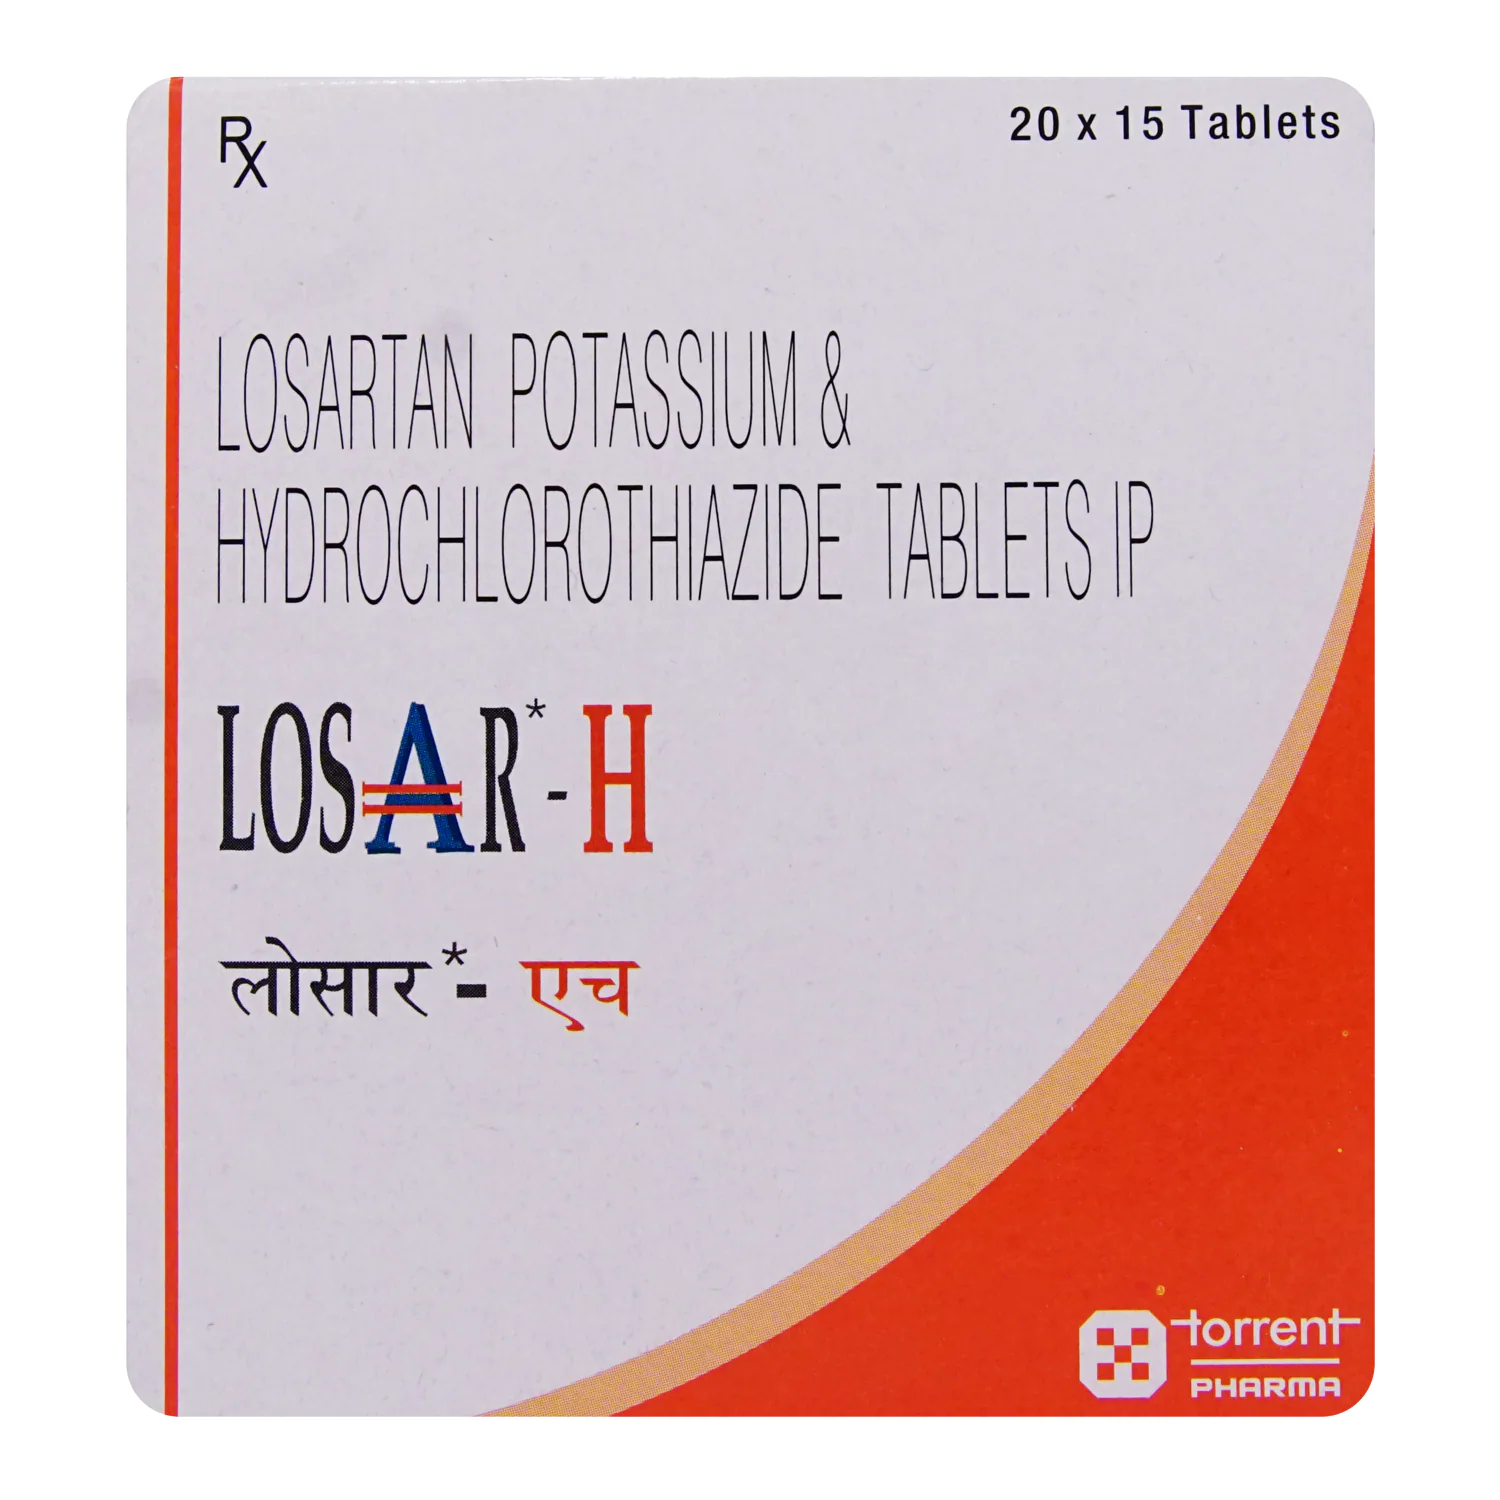 Rx
20 x 15 Tablets
LOSARTAN POTASSIUM &
HYDROCHLOROTHIAZIDE TABLETS IP
LOSAR*-H
लोसार*- एच
torrent
PHARMA